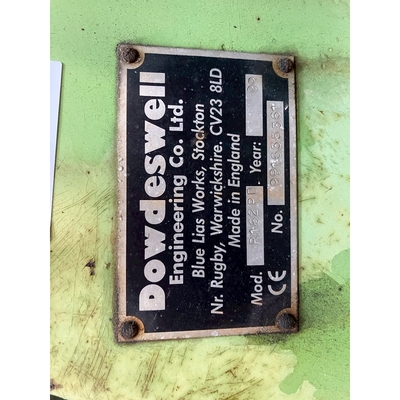 Dowdeswell
Engineering Co. Ltd.
Blue Lias Works, Stockton
Nr. Rugby, Warwickshire. CV23 8LD
Made in England
Mod. Year:
CE No.